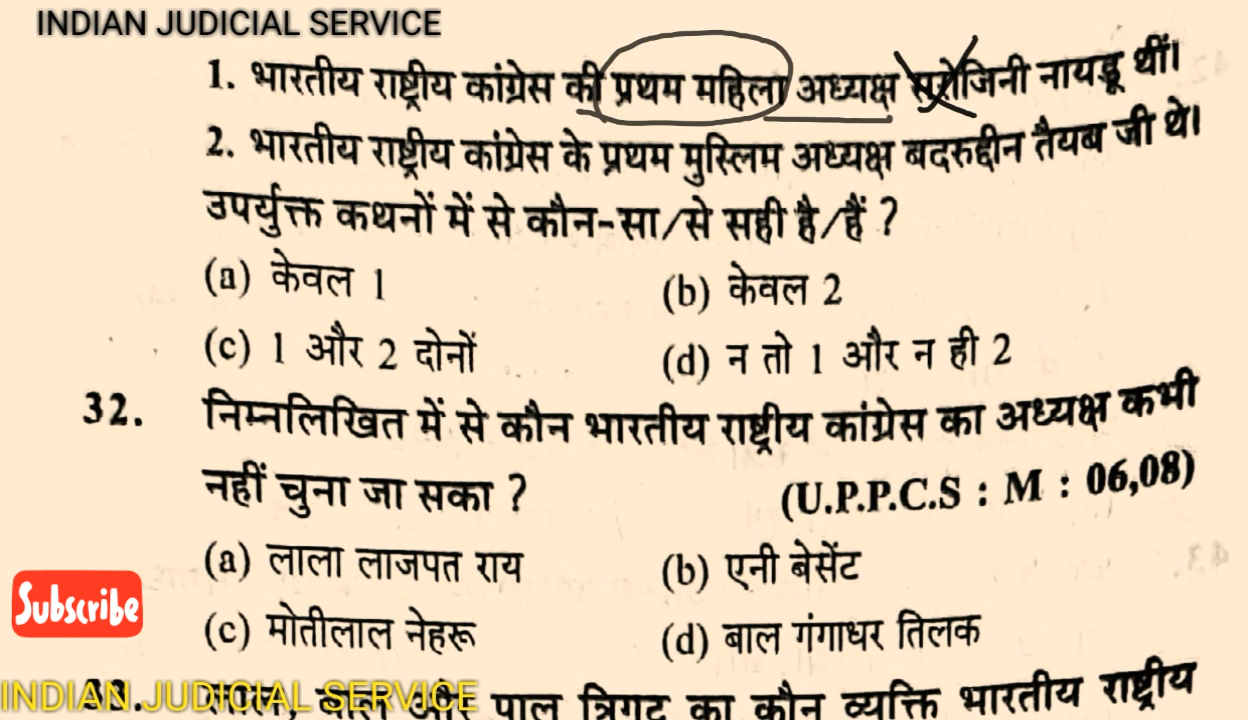 INDIAN JUDICIAL SERVICE
1. भारतीय राष्ट्रीय कांग्रेस की प्रथम महिला अध्यक्ष सरोजिनी नायडू थीं।
2. भारतीय राष्ट्रीय कांग्रेस के प्रथम मुस्लिम अध्यक्ष बदरुद्दीन तैयब जी थे।
उपर्युक्त कथनों में से कौन-सा/से सही है/हैं ?
(a) केवल 1 (b) केवल 2
(c) 1 और 2 दोनों (d) न तो 1 और न ही 2
32. निम्नलिखित में से कौन भारतीय राष्ट्रीय कांग्रेस का अध्यक्ष कभी
नहीं चुना जा सका ? (U.P.P.C.S : M : 06,08)
(a) लाला लाजपत राय (b) एनी बेसेंट
Subscribe
(c) मोतीलाल नेहरू (d) बाल गंगाधर तिलक
INDIAN JUDICIAL SERVICE
33. लाल, बाल और पाल त्रिगुट का कौन व्यक्ति भारतीय राष्ट्रीय